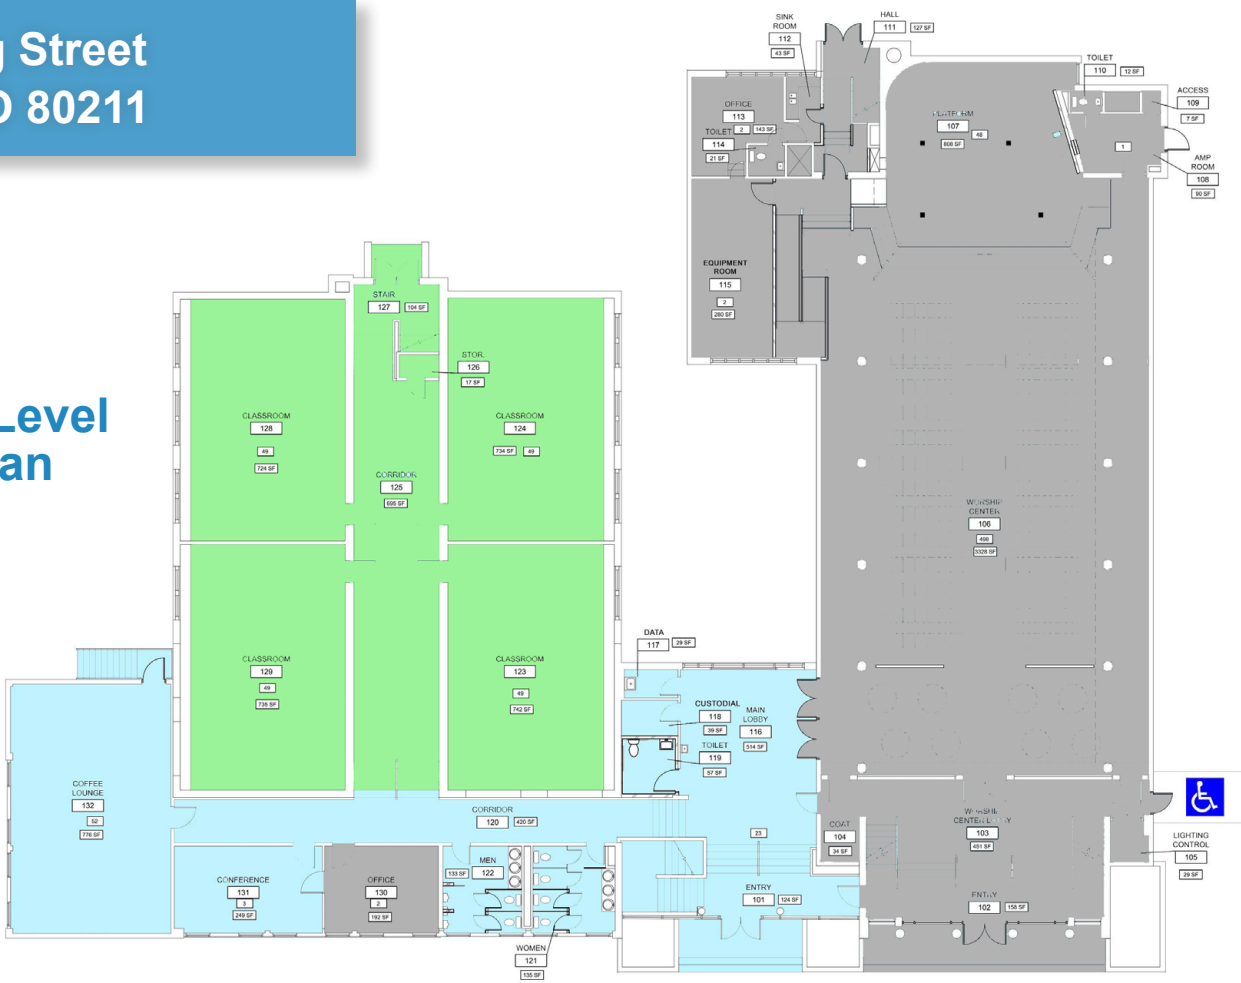 g Street
O 80211
Level
an
SINK
ROOM
112
43 SF
HALL
111
127 SF
TOILET
110
12 SF
ACCESS
109
7 SF
OFFICE
113
2
143 SF
TOILET
114
21 SF
PLATFORM
107
48
808 SF
1
AMP
ROOM
108
90 SF
EQUIPMENT
ROOM
115
2
280 SF
STAIR
127
104 SF
STOR.
126
17 SF
CLASSROOM
128
49
724 SF
CLASSROOM
124
734 SF
49
CORRIDOR
125
695 SF
WORSHIP
CENTER
106
498
3328 SF
CLASSROOM
129
49
738 SF
CLASSROOM
123
49
742 SF
DATA
117
29 SF
CUSTODIAL
118
39 SF
MAIN
LOBBY
116
514 SF
TOILET
119
57 SF
COFFEE
LOUNGE
132
52
776 SF
CORRIDOR
120
420 SF
23
COAT
104
34 SF
WORSHIP
CENTER LOBBY
103
451 SF
LIGHTING
CONTROL
105
29 SF
CONFERENCE
131
3
249 SF
OFFICE
130
2
192 SF
MEN
133 SF
122
ENTRY
101
124 SF
ENTRY
102
158 SF
WOMEN
121
135 SF